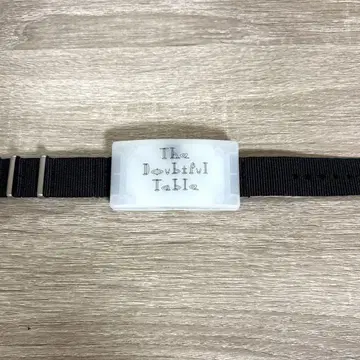 The
Doubtful
Table